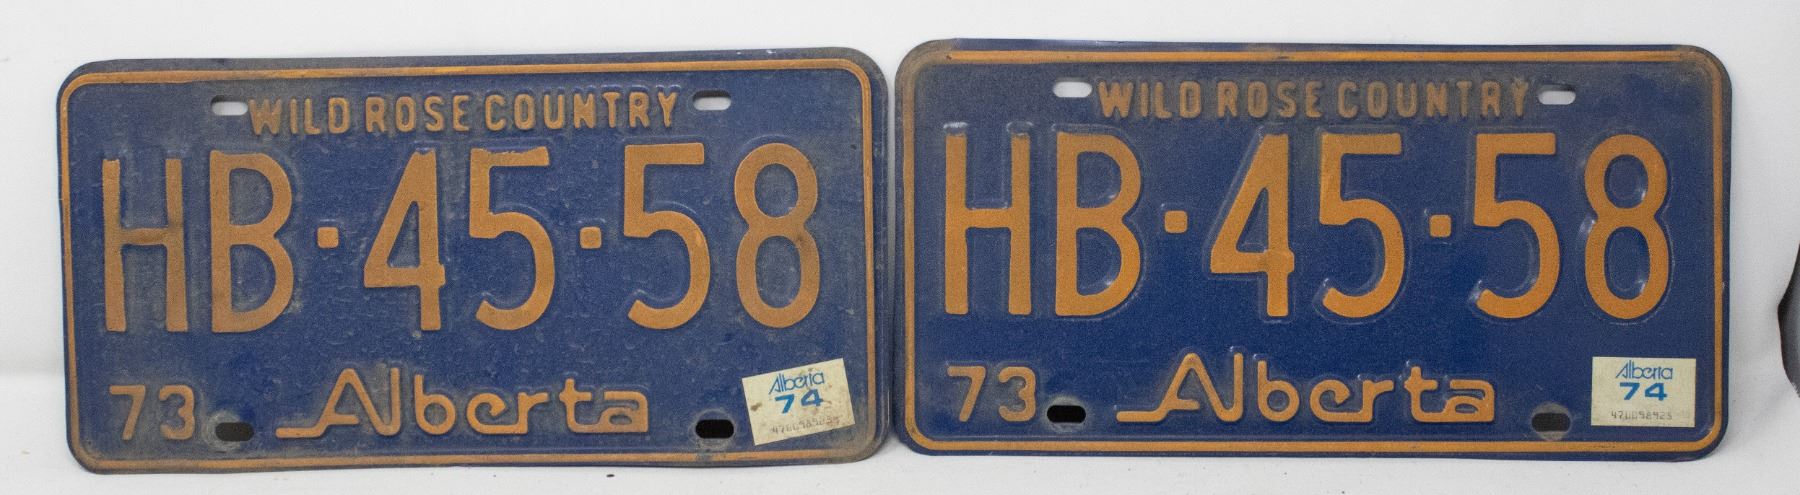 WILD ROSE COUNTRY
HB·45·58
73 Alberta
Alberta
74
WILD ROSE COUNTRY
HB·45·58
73 Alberta
Alberta
74